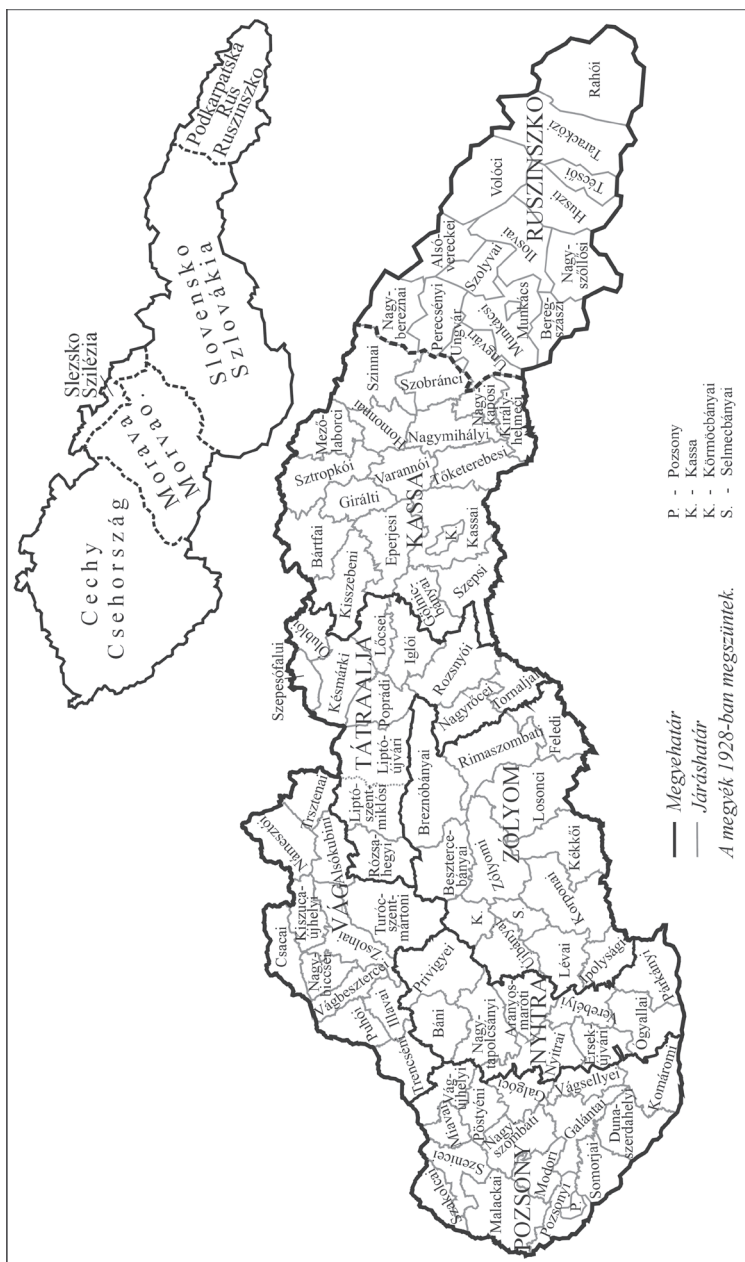 Cechy
Csehország
Morava
Morvao.
Slezsko
Szilézia
Slovensko
Szlovákia
Podkarpatská
Rus
Ruszinszko
POZSONY
Szakolcai
Szenicei
Miavai
Vág-
újhelyi
Pöstyéni
Malackai
Nagy-
szombati
Galgóci
Modori
Pozsonyi
P.
Somorjai
Galántai
Vágsellyei
Duna-
szerdahelyi
Komáromi
NYITRA
Báni
Privigyei
Nagy-
tapolcsányi
Aranyos-
maróti
Nyitrai
Verebélyi
Érsek-
újvári
Ógyallai
Párkányi
VÁG
Trencséni
Puhói
Illavai
Vágbesztercei
Nagy-
biccsei
Csacai
Kiszuca-
újhelyi
Zsolnai
Turóc-
szent-
mártoni
Námesztói
Trsztenai
Alsókubini
Rózsa-
hegyi
Liptó-
szent-
miklósi
ZÓLYOM
K.
Újbányai
S.
Lévai
Ipolysági
Korponai
Zólyomi
Beszterce-
bányai
Breznóbányai
Kékkői
Losonci
Rimaszombati
Feledi
TÁTRAALJA
Liptó-
újvári
Poprádi
Szepesófalui
Ólublói
Késmárki
Lőcsei
Iglói
Rozsnyói
Nagyrőcei
Tornaljai
KASSA
Gölnic-
bányai
Szepsi
Kassai
K.
Kisszebeni
Eperjesi
Bártfai
Girálti
Sztropkói
Varannói
Tőketerebesi
Mező-
laborci
Homonnai
Nagymihályi
Szinnai
Szobránci
Nagy-
kaposi
Király-
helmeci
RUSZINSZKO
Nagy-
bereznai
Perecsényi
Ungvár
Ungvári
Munkácsi
Munkács
Bereg-
szászi
Alsó-
vereckei
Szolyvai
Ilosvai
Nagy-
szőllősi
Volóci
Huszti
Técsői
Taracközi
Rahói
Megyehatár
Járáshatár
A megyék 1928-ban megszűntek.
P. - Pozsony
K. - Kassa
K. - Körmöcbányai
S. - Selmecbányai